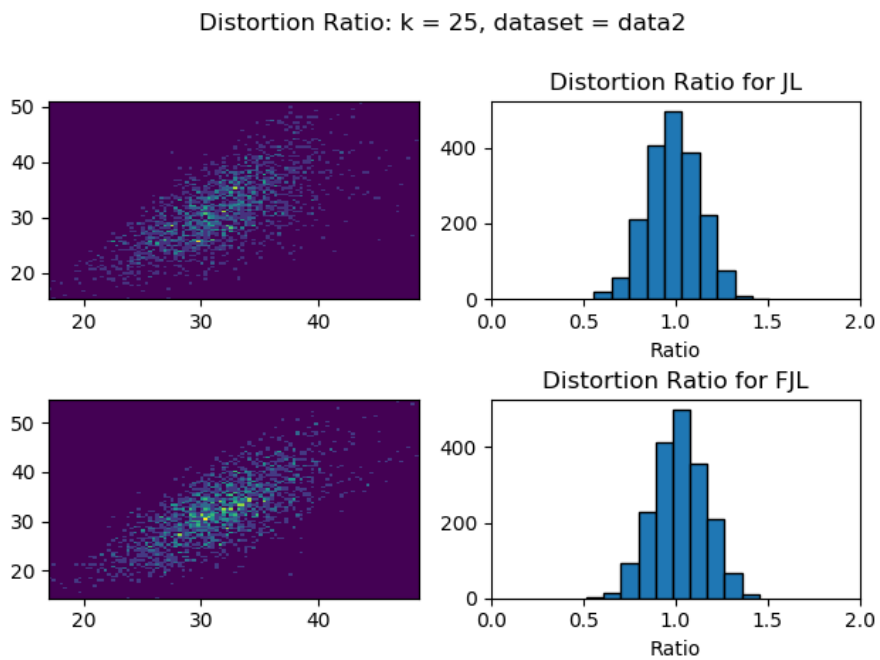 Distortion Ratio: k = 25, dataset = data2
50
40
30
20
20 30 40
Distortion Ratio for JL
400
200
0
0.0 0.5 1.0 1.5 2.0
Ratio
50
40
30
20
20 30 40
Distortion Ratio for FJL
400
200
0
0.0 0.5 1.0 1.5 2.0
Ratio